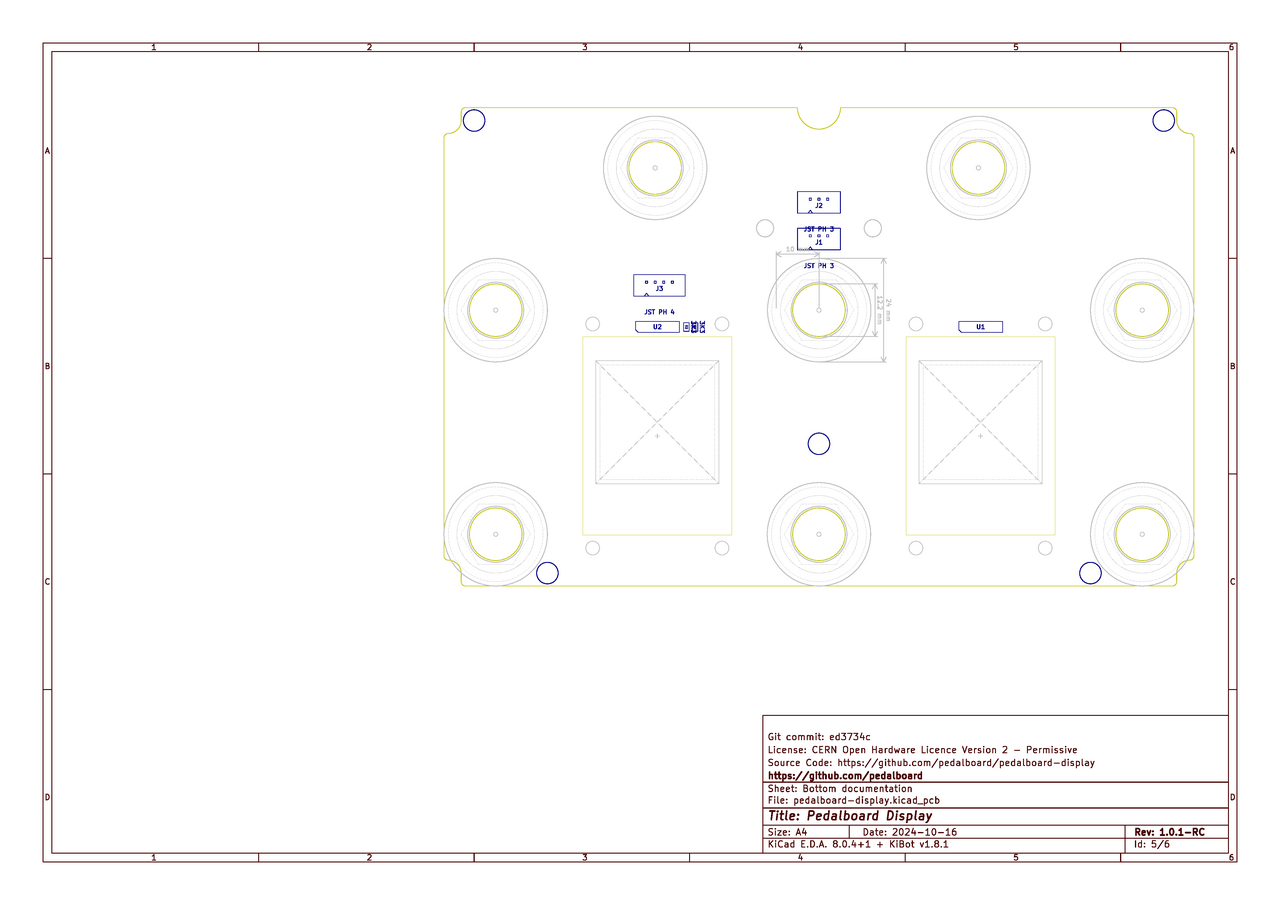 1 2 3 4 5 6
A A
J2
JST PH 3
J1
10
JST PH 3
J3
24 mm
12.2 mm
JST PH 4
U2
U1
B B
C C
Git commit: ed3734c
License: CERN Open Hardware Licence Version 2 - Permissive
Source Code: https://github.com/pedalboard/pedalboard-display
https://github.com/pedalboard
Sheet: Bottom documentation
D D
File: pedalboard-display.kicad_pcb
Title: Pedalboard Display
Size: A4 Date: 2024-10-16 Rev: 1.0.1-RC
KiCad E.D.A. 8.0.4+1 + KiBot v1.8.1 Id: 5/6
1 2 3 4 5 6